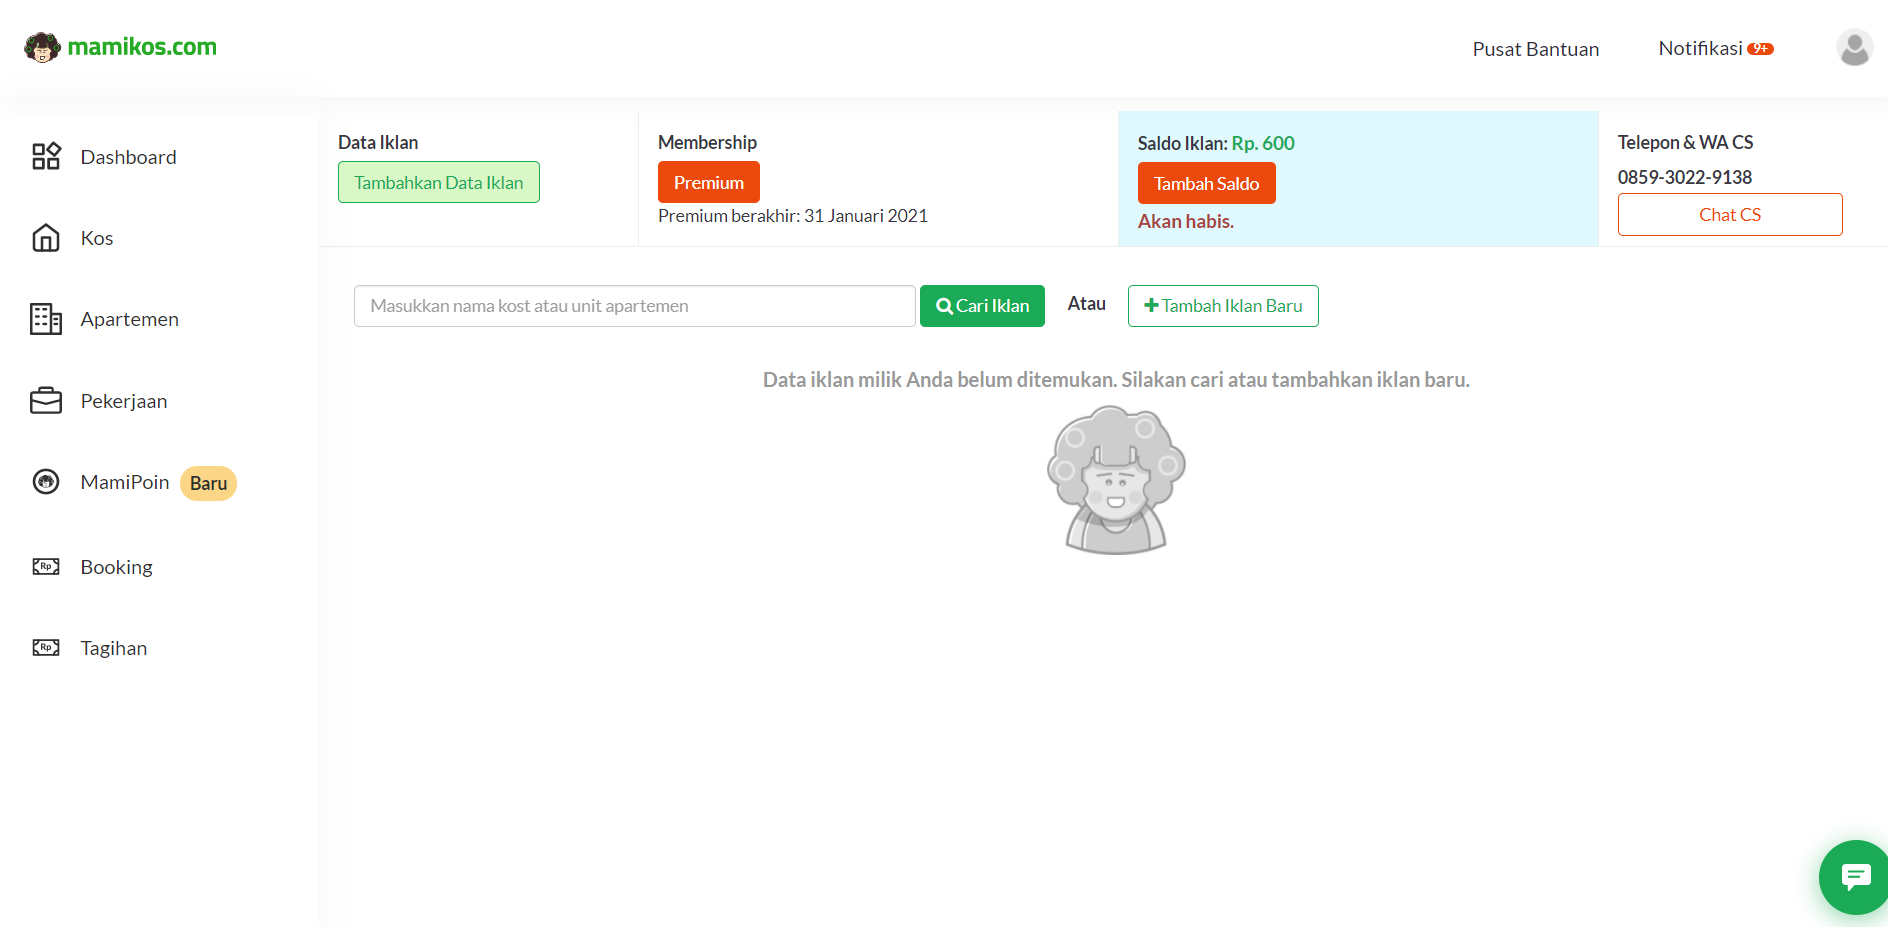 mamikos.com
Pusat Bantuan
Notifikasi 9+
Dashboard
Kos
Apartemen
Pekerjaan
MamiPoin Baru
Rp Booking
Rp Tagihan
Data Iklan
Tambahkan Data Iklan
Membership
Premium
Premium berakhir: 31 Januari 2021
Saldo Iklan: Rp. 600
Tambah Saldo
Akan habis.
Telepon & WA CS
0859-3022-9138
Chat CS
Masukkan nama kost atau unit apartemen
Cari Iklan
Atau
Tambah Iklan Baru
Data iklan milik Anda belum ditemukan. Silakan cari atau tambahkan iklan baru.